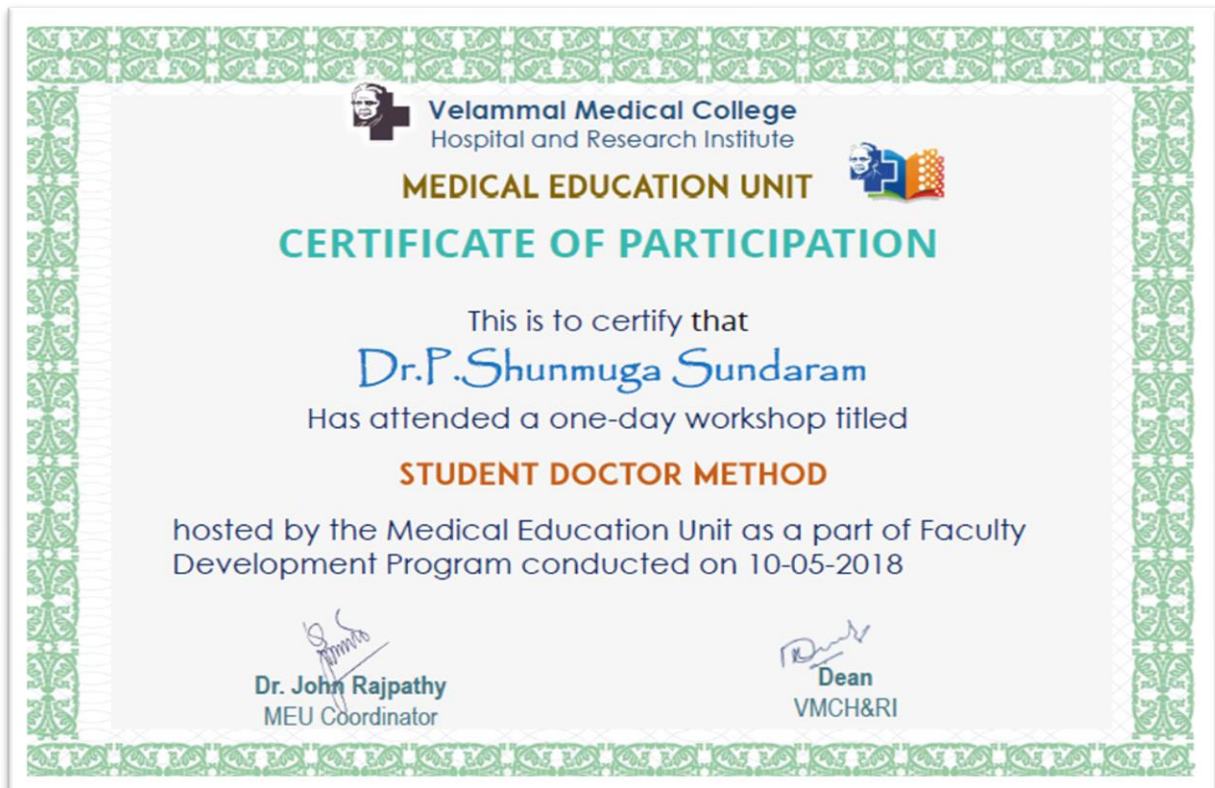 Velammal Medical College
Hospital and Research Institute
MEDICAL EDUCATION UNIT
CERTIFICATE OF PARTICIPATION
This is to certify that
Dr.P.Shunmuga Sundaram
Has attended a one-day workshop titled
STUDENT DOCTOR METHOD
hosted by the Medical Education Unit as a part of Faculty
Development Program conducted on 10-05-2018
Dr. John Rajpathy
MEU Coordinator
Dean
VMCH&RI